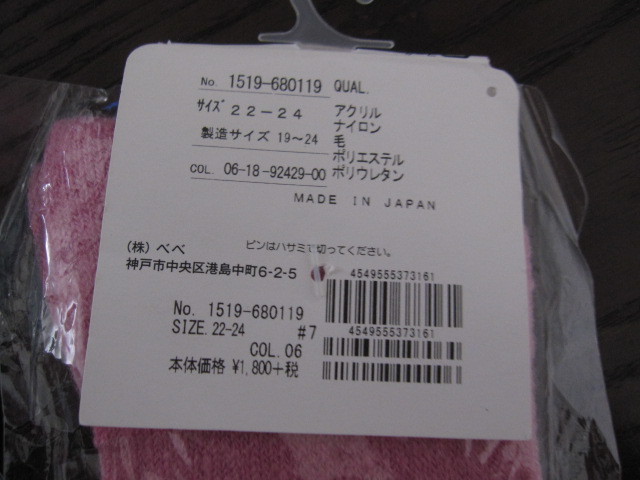 No. 1519-680119 QUAL.
サイズ 22-24 アクリル
ナイロン
製造サイズ 19～24 毛
ポリエステル
COL. 06-18-92429-00 ポリウレタン
MADE IN JAPAN
(株)べべ ピンはハサミで切ってください。
神戸市中央区港島中町6-2-5
4549555373161
No. 1519-680119
SIZE.22-24 #7 4549555373161
COL.06
本体価格 ¥1,800+税